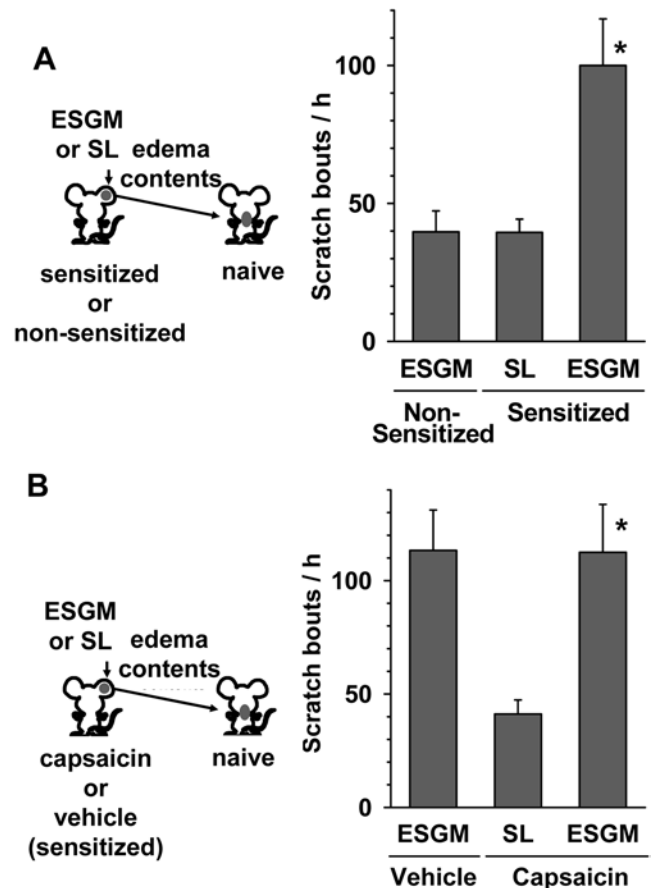 A
ESGM
or SL edema
contents
sensitized
or
non-sensitized
naive
Scratch bouts / h
100
50
0
*
ESGM SL ESGM
Non-
Sensitized
Sensitized
B
ESGM
or SL edema
contents
capsaicin
or
vehicle
(sensitized)
naive
Scratch bouts / h
100
50
0
*
ESGM SL ESGM
Vehicle Capsaicin